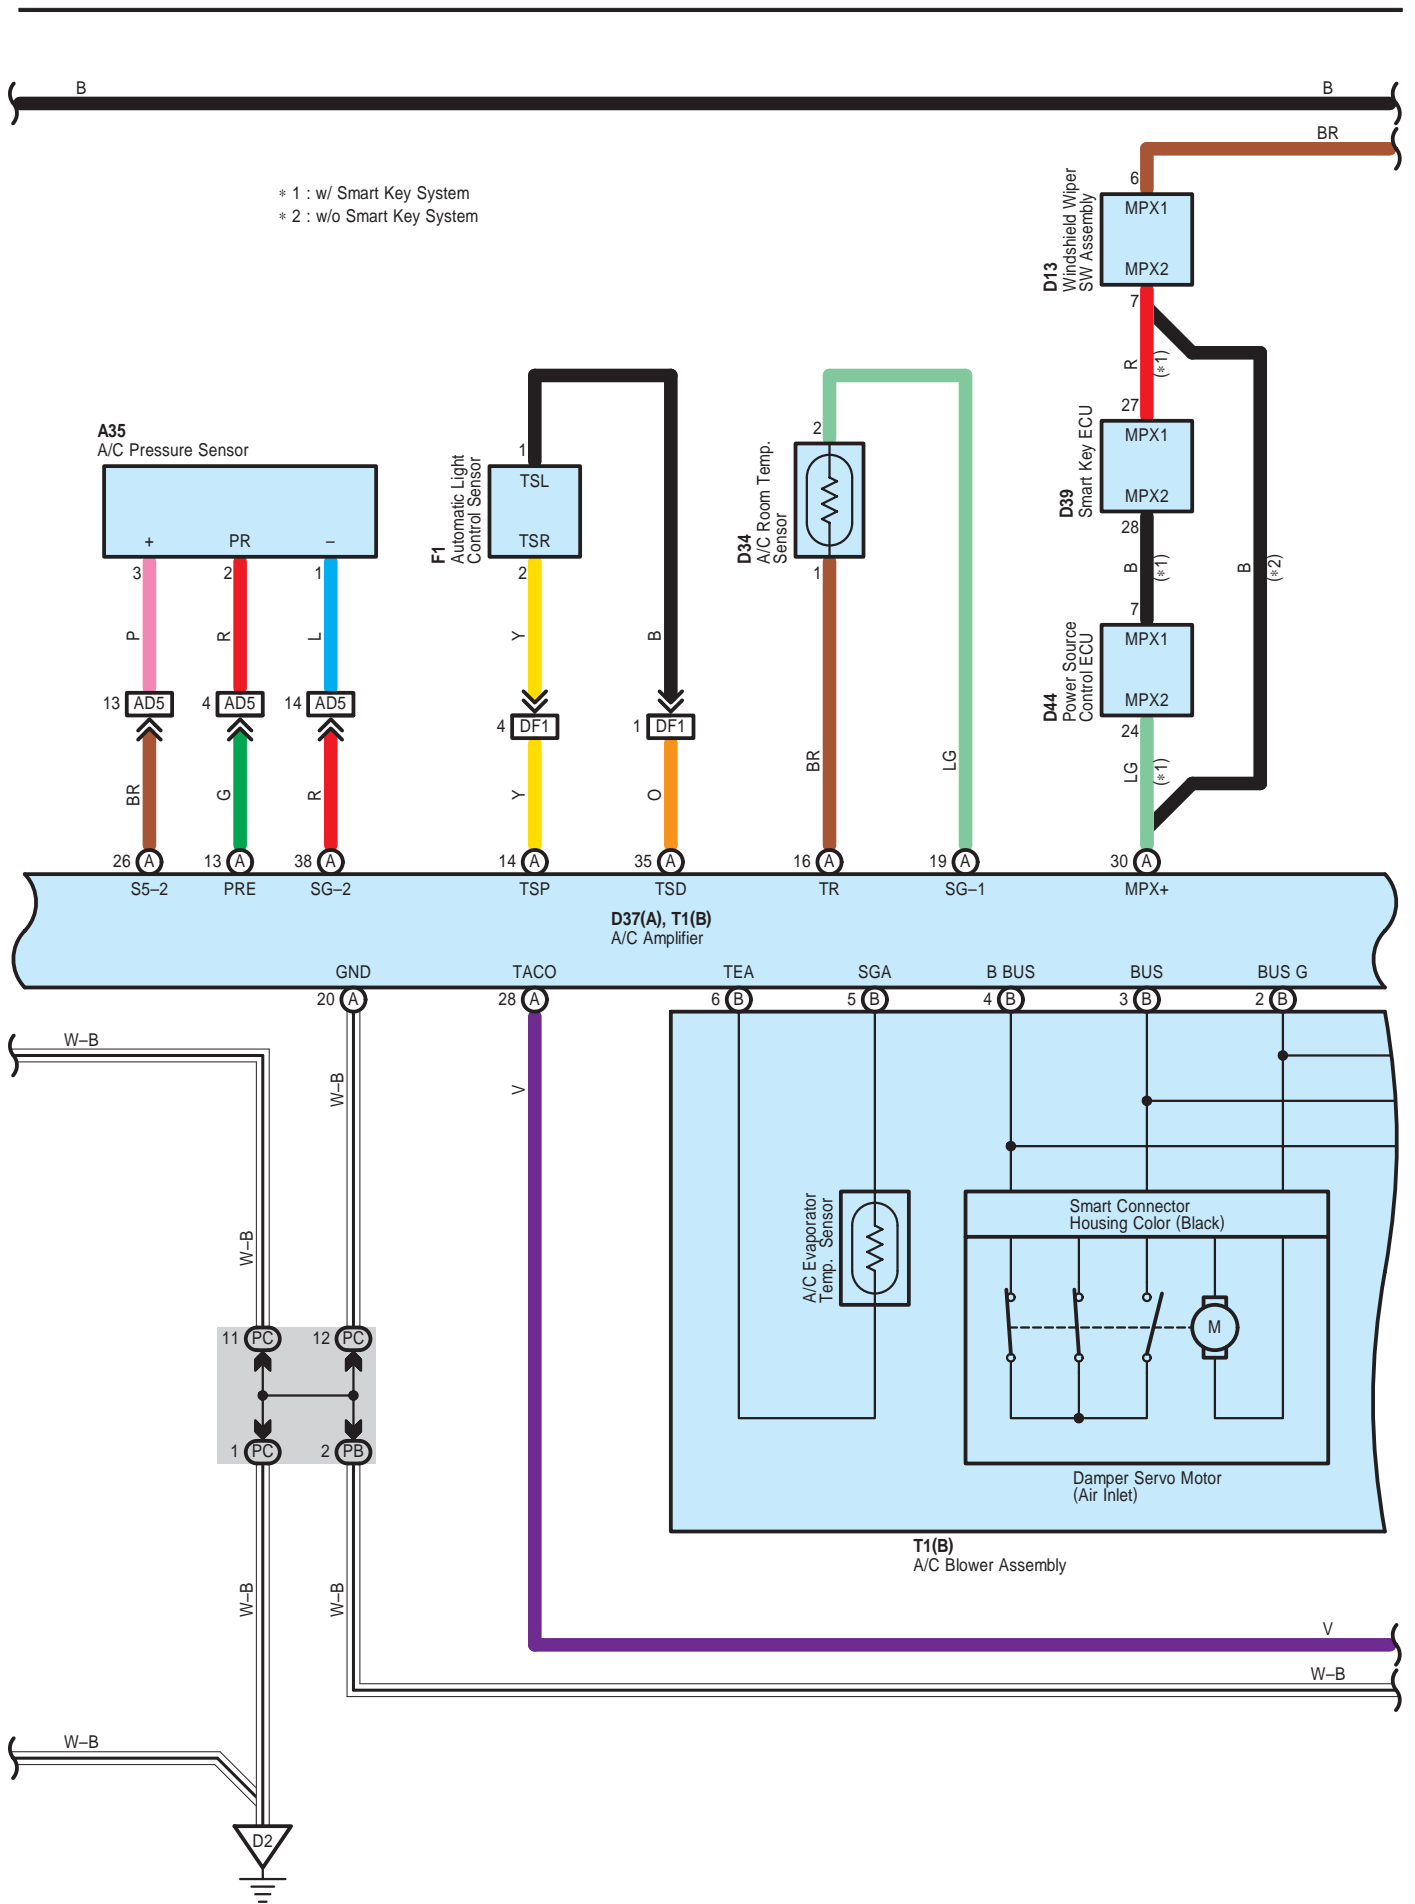 B
B
BR
∗ 1 : w/ Smart Key System
∗ 2 : w/o Smart Key System
6
MPX1
MPX2
D13
Windshield Wiper
SW Assembly
7
R
(∗1)
27
MPX1
MPX2
D39
Smart Key ECU
28
B
(∗1)
B
(∗2)
7
MPX1
MPX2
D44
Power Source
Control ECU
24
LG
(∗1)
A35
A/C Pressure Sensor
+
PR
–
3
2
1
P
R
L
13
AD5
4
AD5
14
AD5
BR
G
R
1
TSL
TSR
F1
Automatic Light
Control Sensor
2
Y
B
4
DF1
1
DF1
Y
O
2
D34
A/C Room Temp.
Sensor
1
BR
LG
26
A
13
A
38
A
14
A
35
A
16
A
19
A
30
A
S5–2
PRE
SG–2
TSP
TSD
TR
SG–1
MPX+
D37(A), T1(B)
A/C Amplifier
GND
TACO
TEA
SGA
B BUS
BUS
BUS G
20
A
28
A
6
B
5
B
4
B
3
B
2
B
W–B
W–B
V
W–B
A/C Evaporator
Temp. Sensor
Smart Connector
Housing Color (Black)
M
Damper Servo Motor
(Air Inlet)
11
PC
12
PC
1
PC
2
PB
T1(B)
A/C Blower Assembly
W–B
W–B
V
W–B
W–B
D2